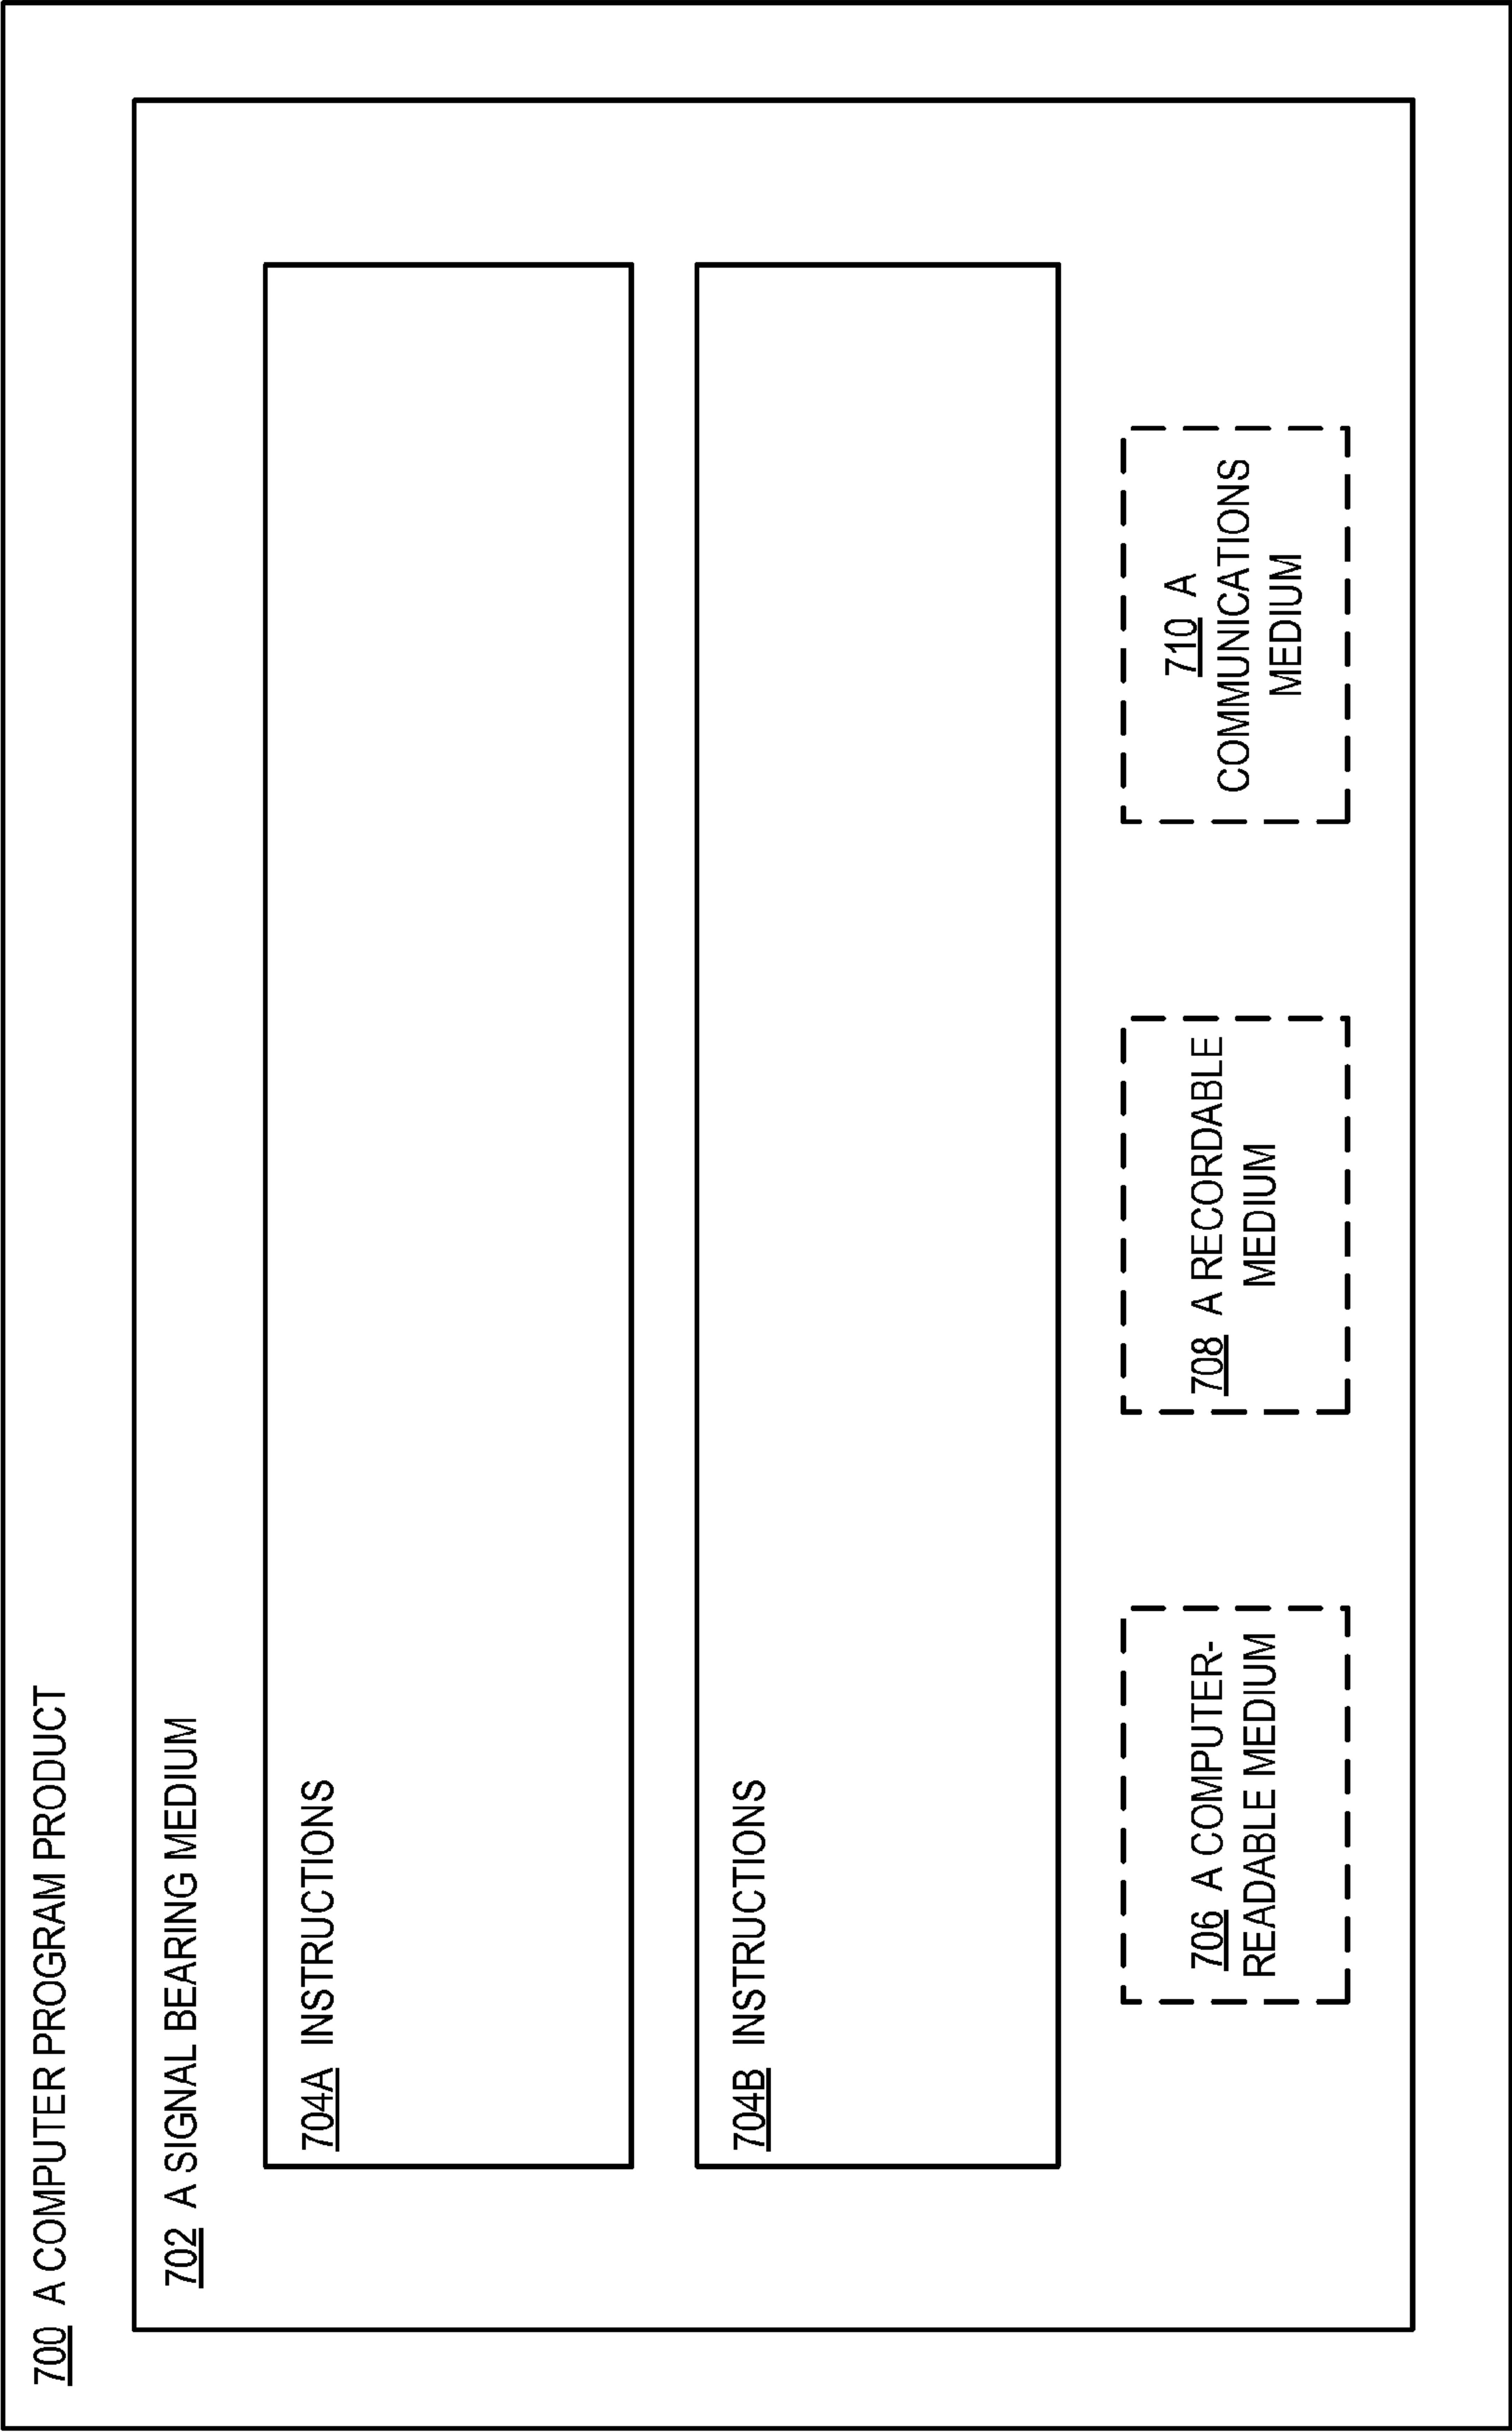 700 A COMPUTER PROGRAM PRODUCT
702 A SIGNAL BEARING MEDIUM
704A INSTRUCTIONS
704B INSTRUCTIONS
706 A COMPUTER-
READABLE MEDIUM
708 A RECORDABLE
MEDIUM
710 A
COMMUNICATIONS
MEDIUM